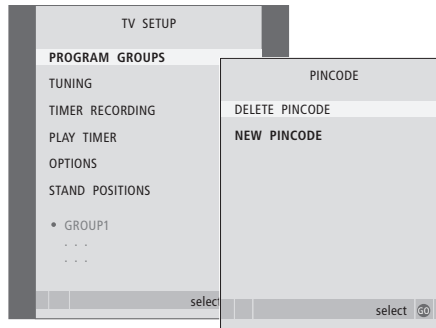 TV SETUP
PROGRAM GROUPS
TUNING
TIMER RECORDING
PLAY TIMER
OPTIONS
STAND POSITIONS
• GROUP1
. . .
. . .
selec
PINCODE
DELETE PINCODE
NEW PINCODE
select GO